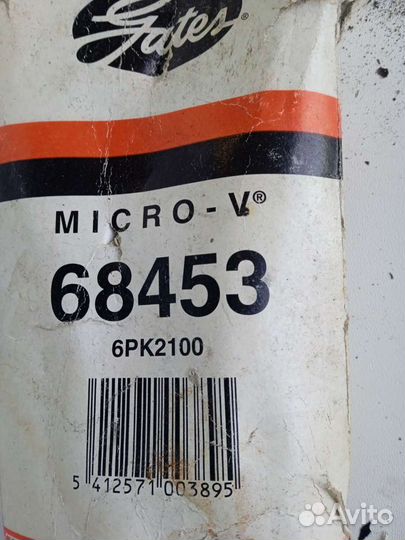 Gates
MICRO-V®
68453
6PK2100
5 412571 003895
Avito